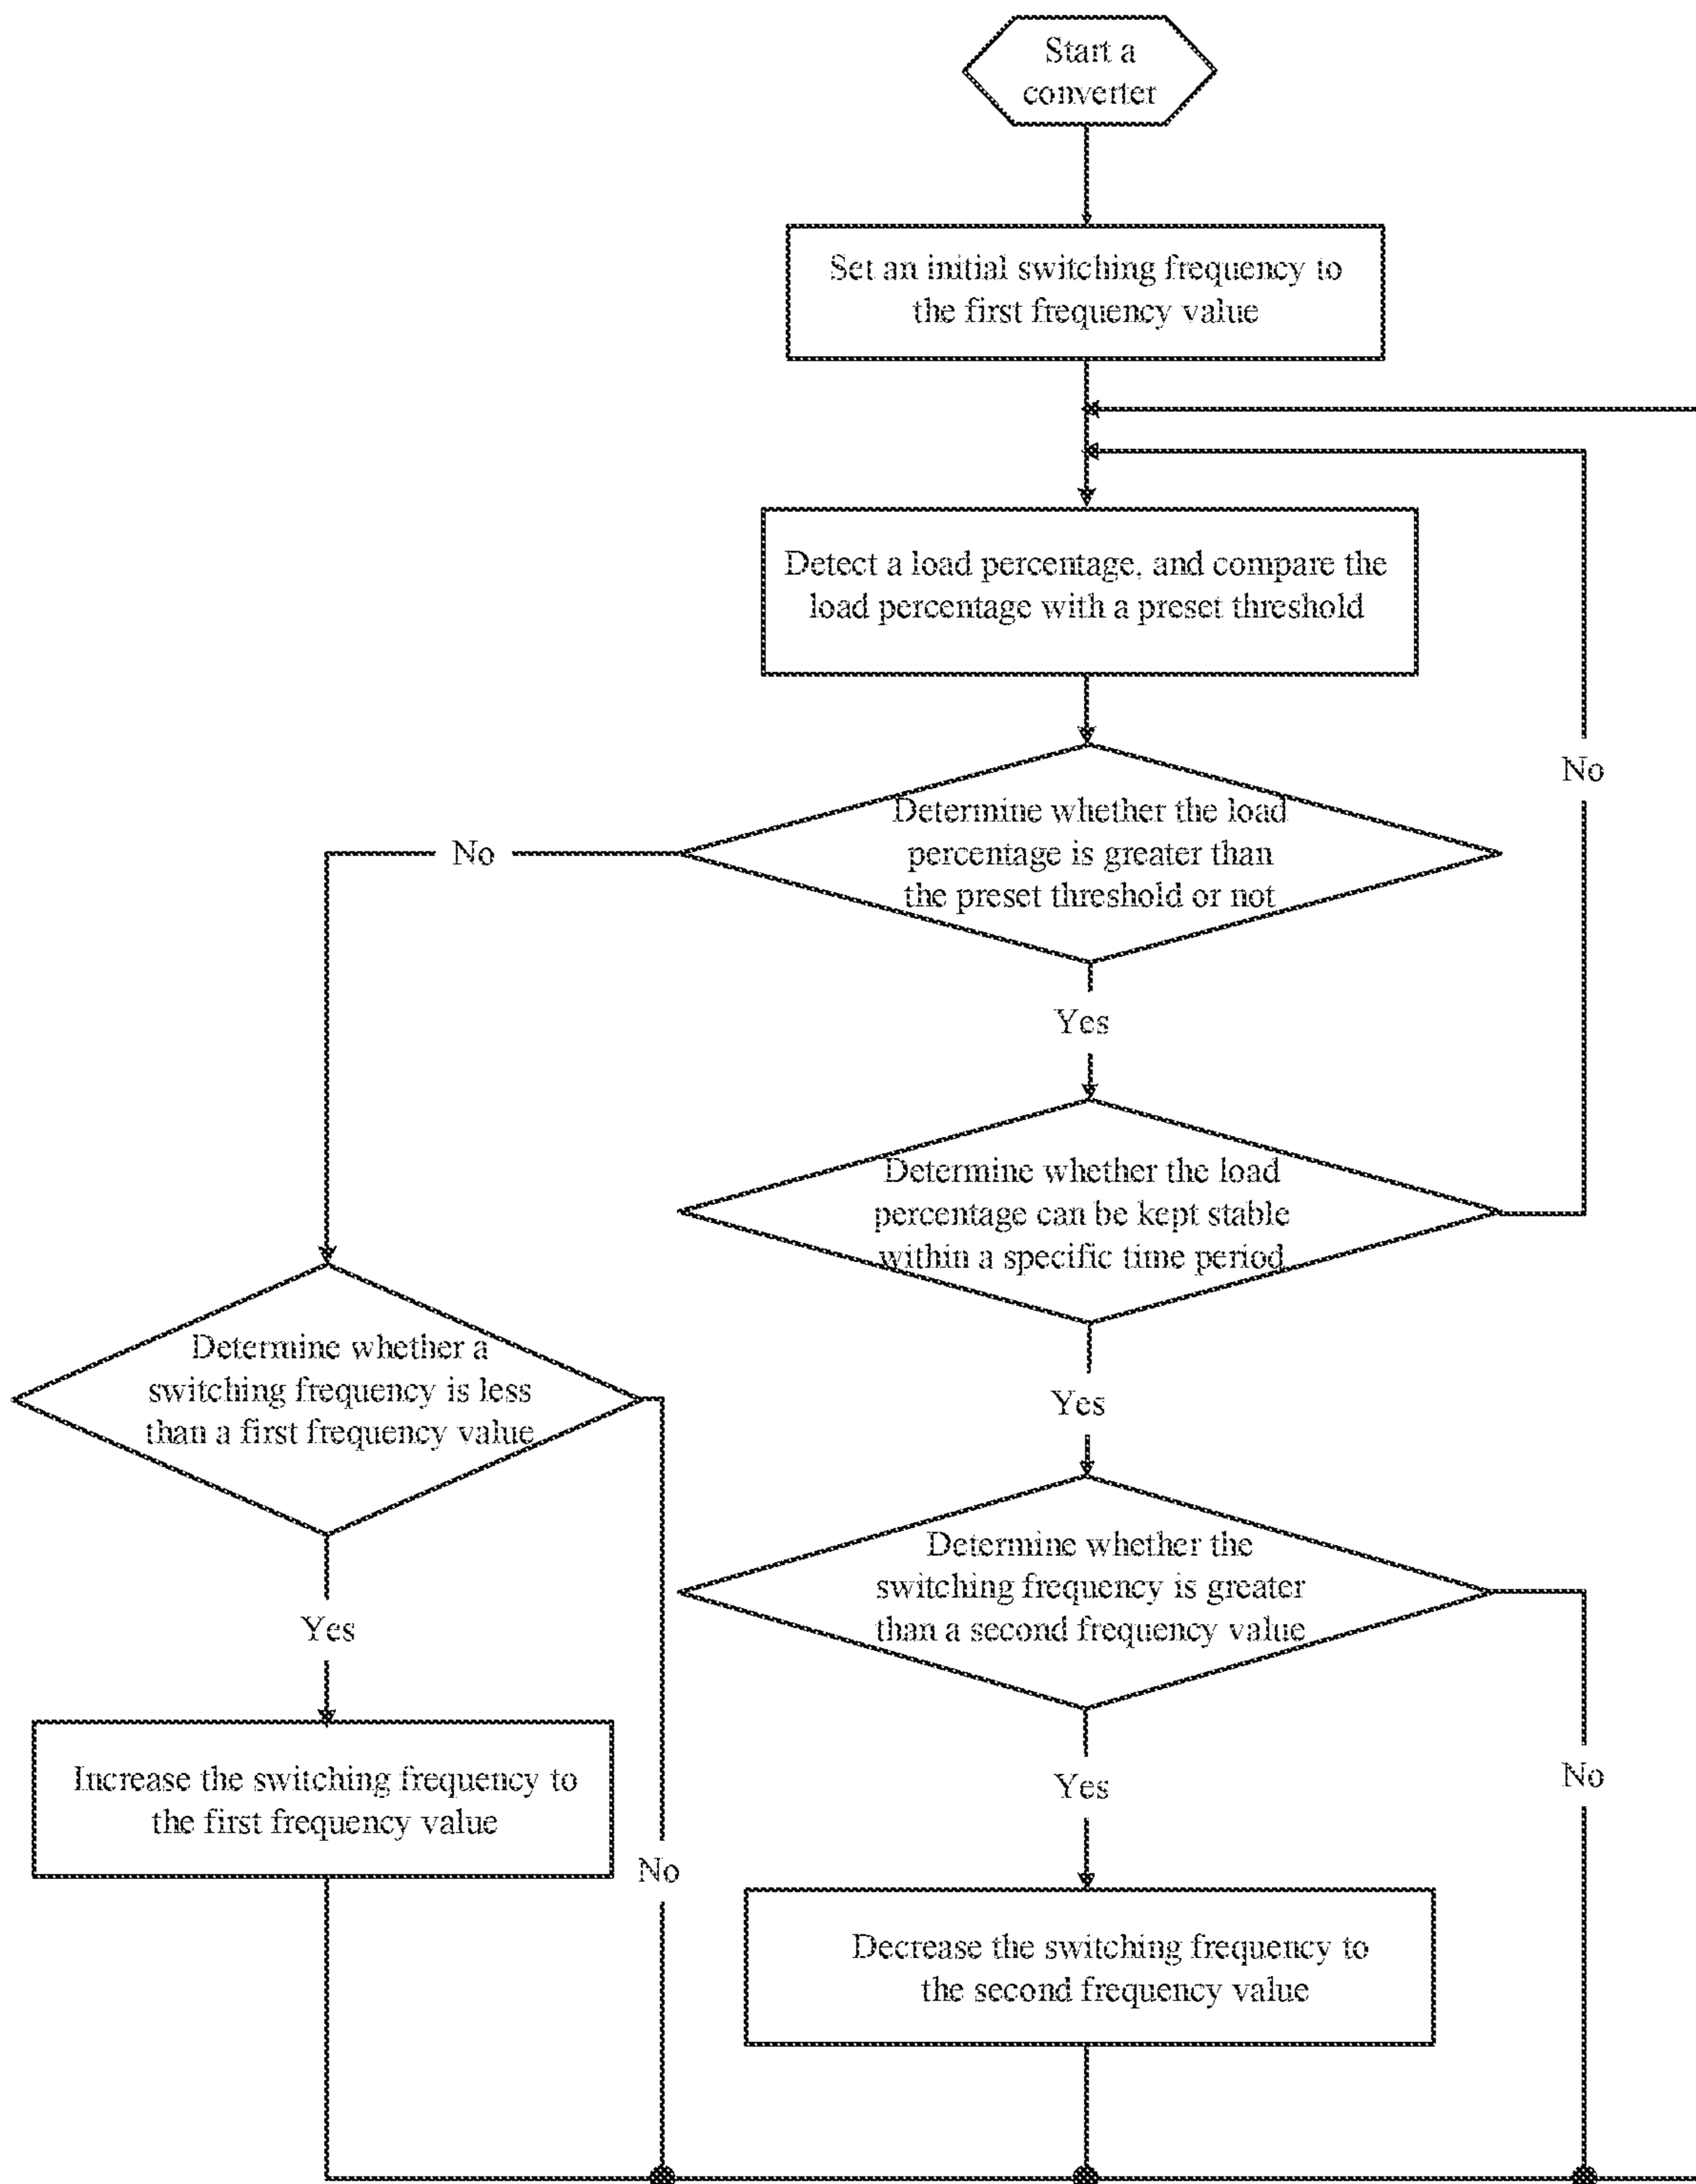 Start a
converter
Set an initial switching frequency to
the first frequency value
Detect a load percentage, and compare the
load percentage with a preset threshold
Determine whether the load
percentage is greater than
the preset threshold or not
No
No
Yes
Determine whether the load
percentage can be kept stable
within a specific time period
Determine whether a
switching frequency is less
than a first frequency value
Yes
Determine whether the
switching frequency is greater
than a second frequency value
Yes
Increase the switching frequency to
the first frequency value
No
Yes
No
Decrease the switching frequency to
the second frequency value